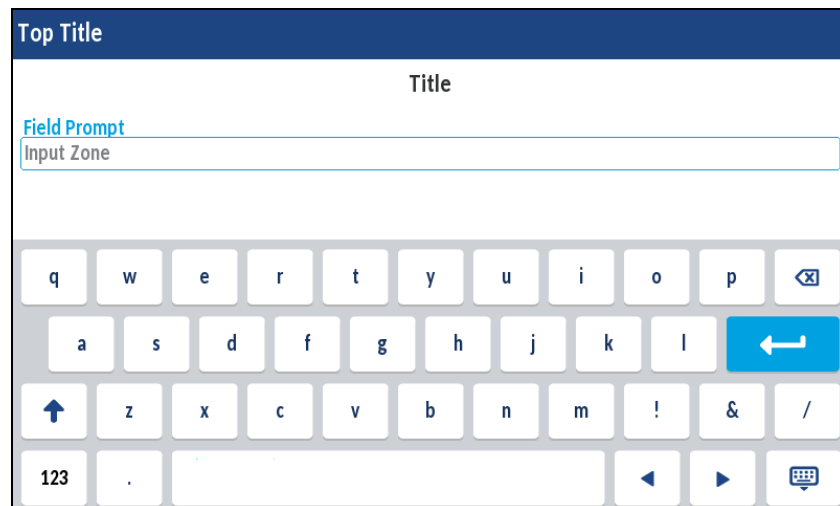 Top Title
Title
Field Prompt
Input Zone
q w e r t y u i o p
a s d f g h j k l
z x c v b n m ! & /
123 .